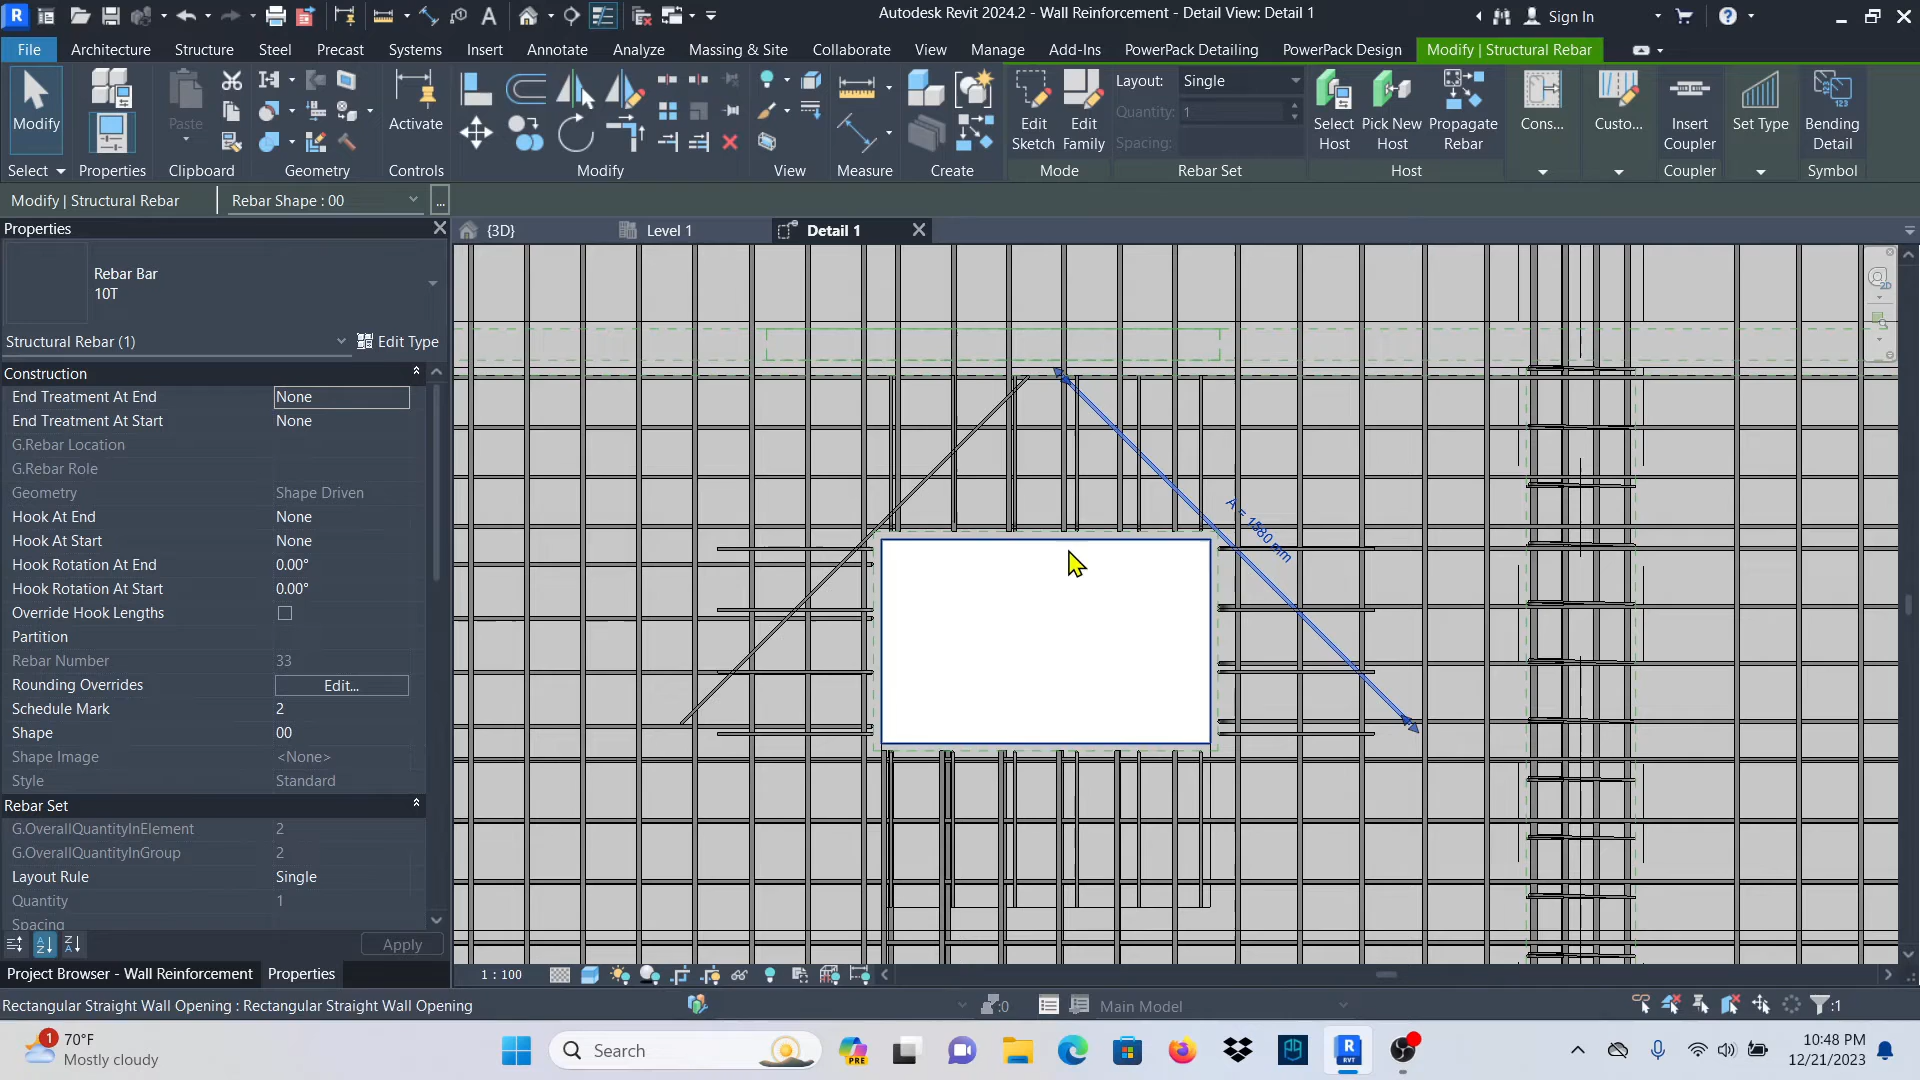 Autodesk Revit 2024.2 - Wall Reinforcement - Detail View: Detail 1
Sign In
File Architecture Structure Steel Precast Systems Insert Annotate Analyze Massing & Site Collaborate View Manage Add-Ins PowerPack Detailing PowerPack Design Modify | Structural Rebar
Modify
Paste
Activate
Edit Sketch
Edit Family
Layout: Single
Quantity: 1
Spacing:
Select Host
Pick New Host
Propagate Rebar
Cons...
Custo...
Insert Coupler
Set Type
Bending Detail
Select Properties Clipboard Geometry Controls Modify View Measure Create Mode Rebar Set Host Coupler Symbol
Modify | Structural Rebar Rebar Shape : 00 ...
Properties
{3D} Level 1 Detail 1
Rebar Bar
10T
Structural Rebar (1) Edit Type
Construction
End Treatment At End None
End Treatment At Start None
G.Rebar Location
G.Rebar Role
Geometry Shape Driven
Hook At End None
Hook At Start None
Hook Rotation At End 0.00°
Hook Rotation At Start 0.00°
Override Hook Lengths
Partition
Rebar Number 33
Rounding Overrides Edit...
Schedule Mark 2
Shape 00
Shape Image <None>
Style Standard
Rebar Set
G.OverallQuantityInElement 2
G.OverallQuantityInGroup 2
Layout Rule Single
Quantity 1
Spacing
Apply
A = 1580 mm
2D
Project Browser - Wall Reinforcement Properties
1 : 100
Rectangular Straight Wall Opening : Rectangular Straight Wall Opening
:0
Main Model
:1
1
70°F
Mostly cloudy
Search
PRE
R
RVT
10:48 PM
12/21/2023